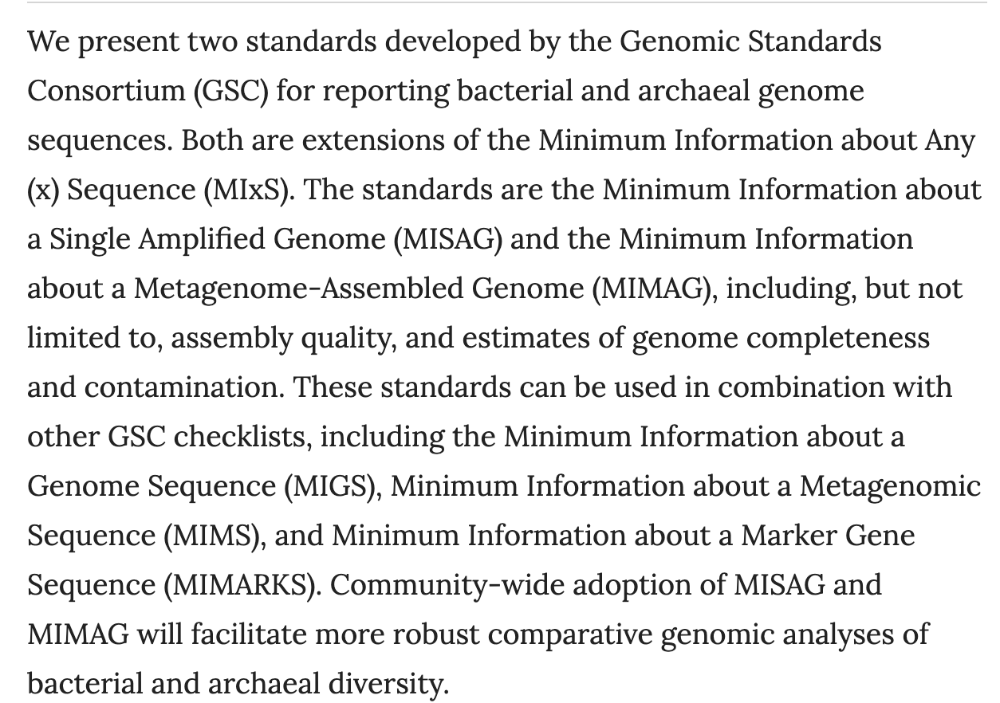 We present two standards developed by the Genomic Standards
Consortium (GSC) for reporting bacterial and archaeal genome
sequences. Both are extensions of the Minimum Information about Any
(x) Sequence (MIxS). The standards are the Minimum Information about
a Single Amplified Genome (MISAG) and the Minimum Information
about a Metagenome-Assembled Genome (MIMAG), including, but not
limited to, assembly quality, and estimates of genome completeness
and contamination. These standards can be used in combination with
other GSC checklists, including the Minimum Information about a
Genome Sequence (MIGS), Minimum Information about a Metagenomic
Sequence (MIMS), and Minimum Information about a Marker Gene
Sequence (MIMARKS). Community-wide adoption of MISAG and
MIMAG will facilitate more robust comparative genomic analyses of
bacterial and archaeal diversity.